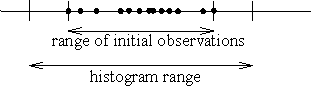 range of initial observations
histogram range